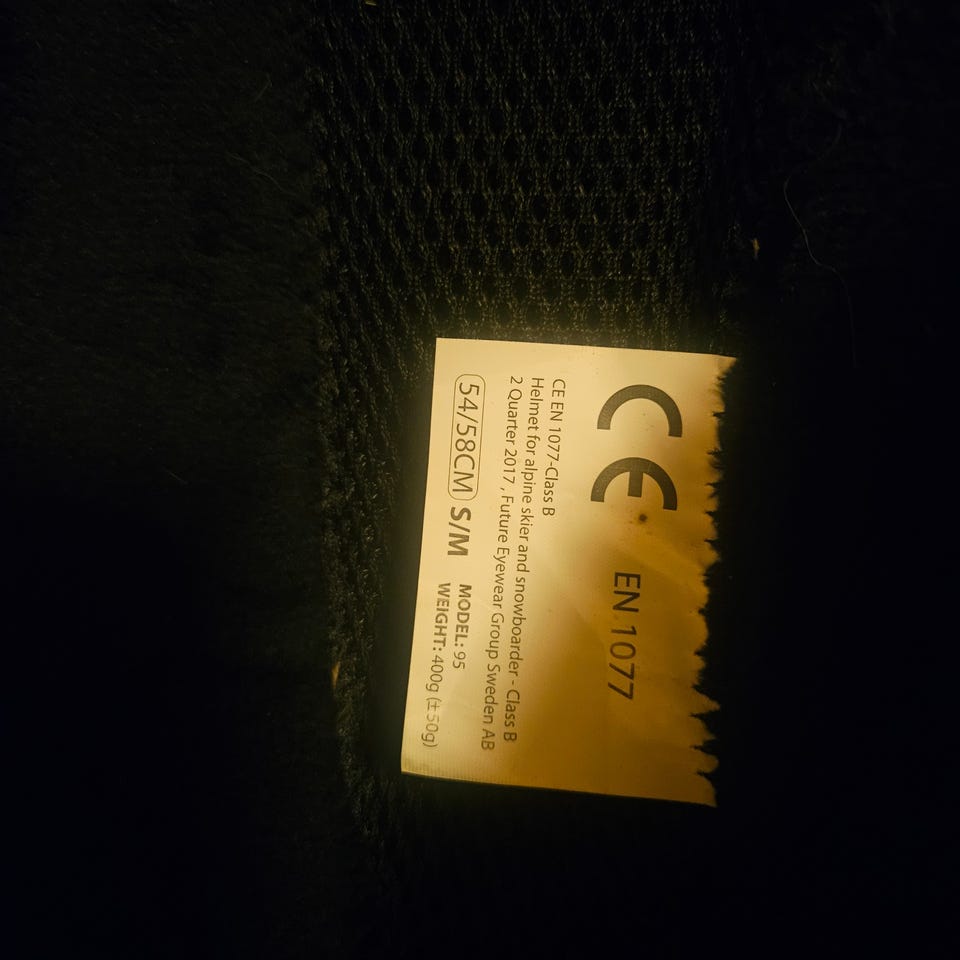 CE EN 1077
CE EN 1077-Class B
Helmet for alpine skier and snowboarder - Class B
2 Quarter 2017 , Future Eyewear Group Sweden AB
54/58CM S/M
MODEL: 95
WEIGHT: 400g (±50g)